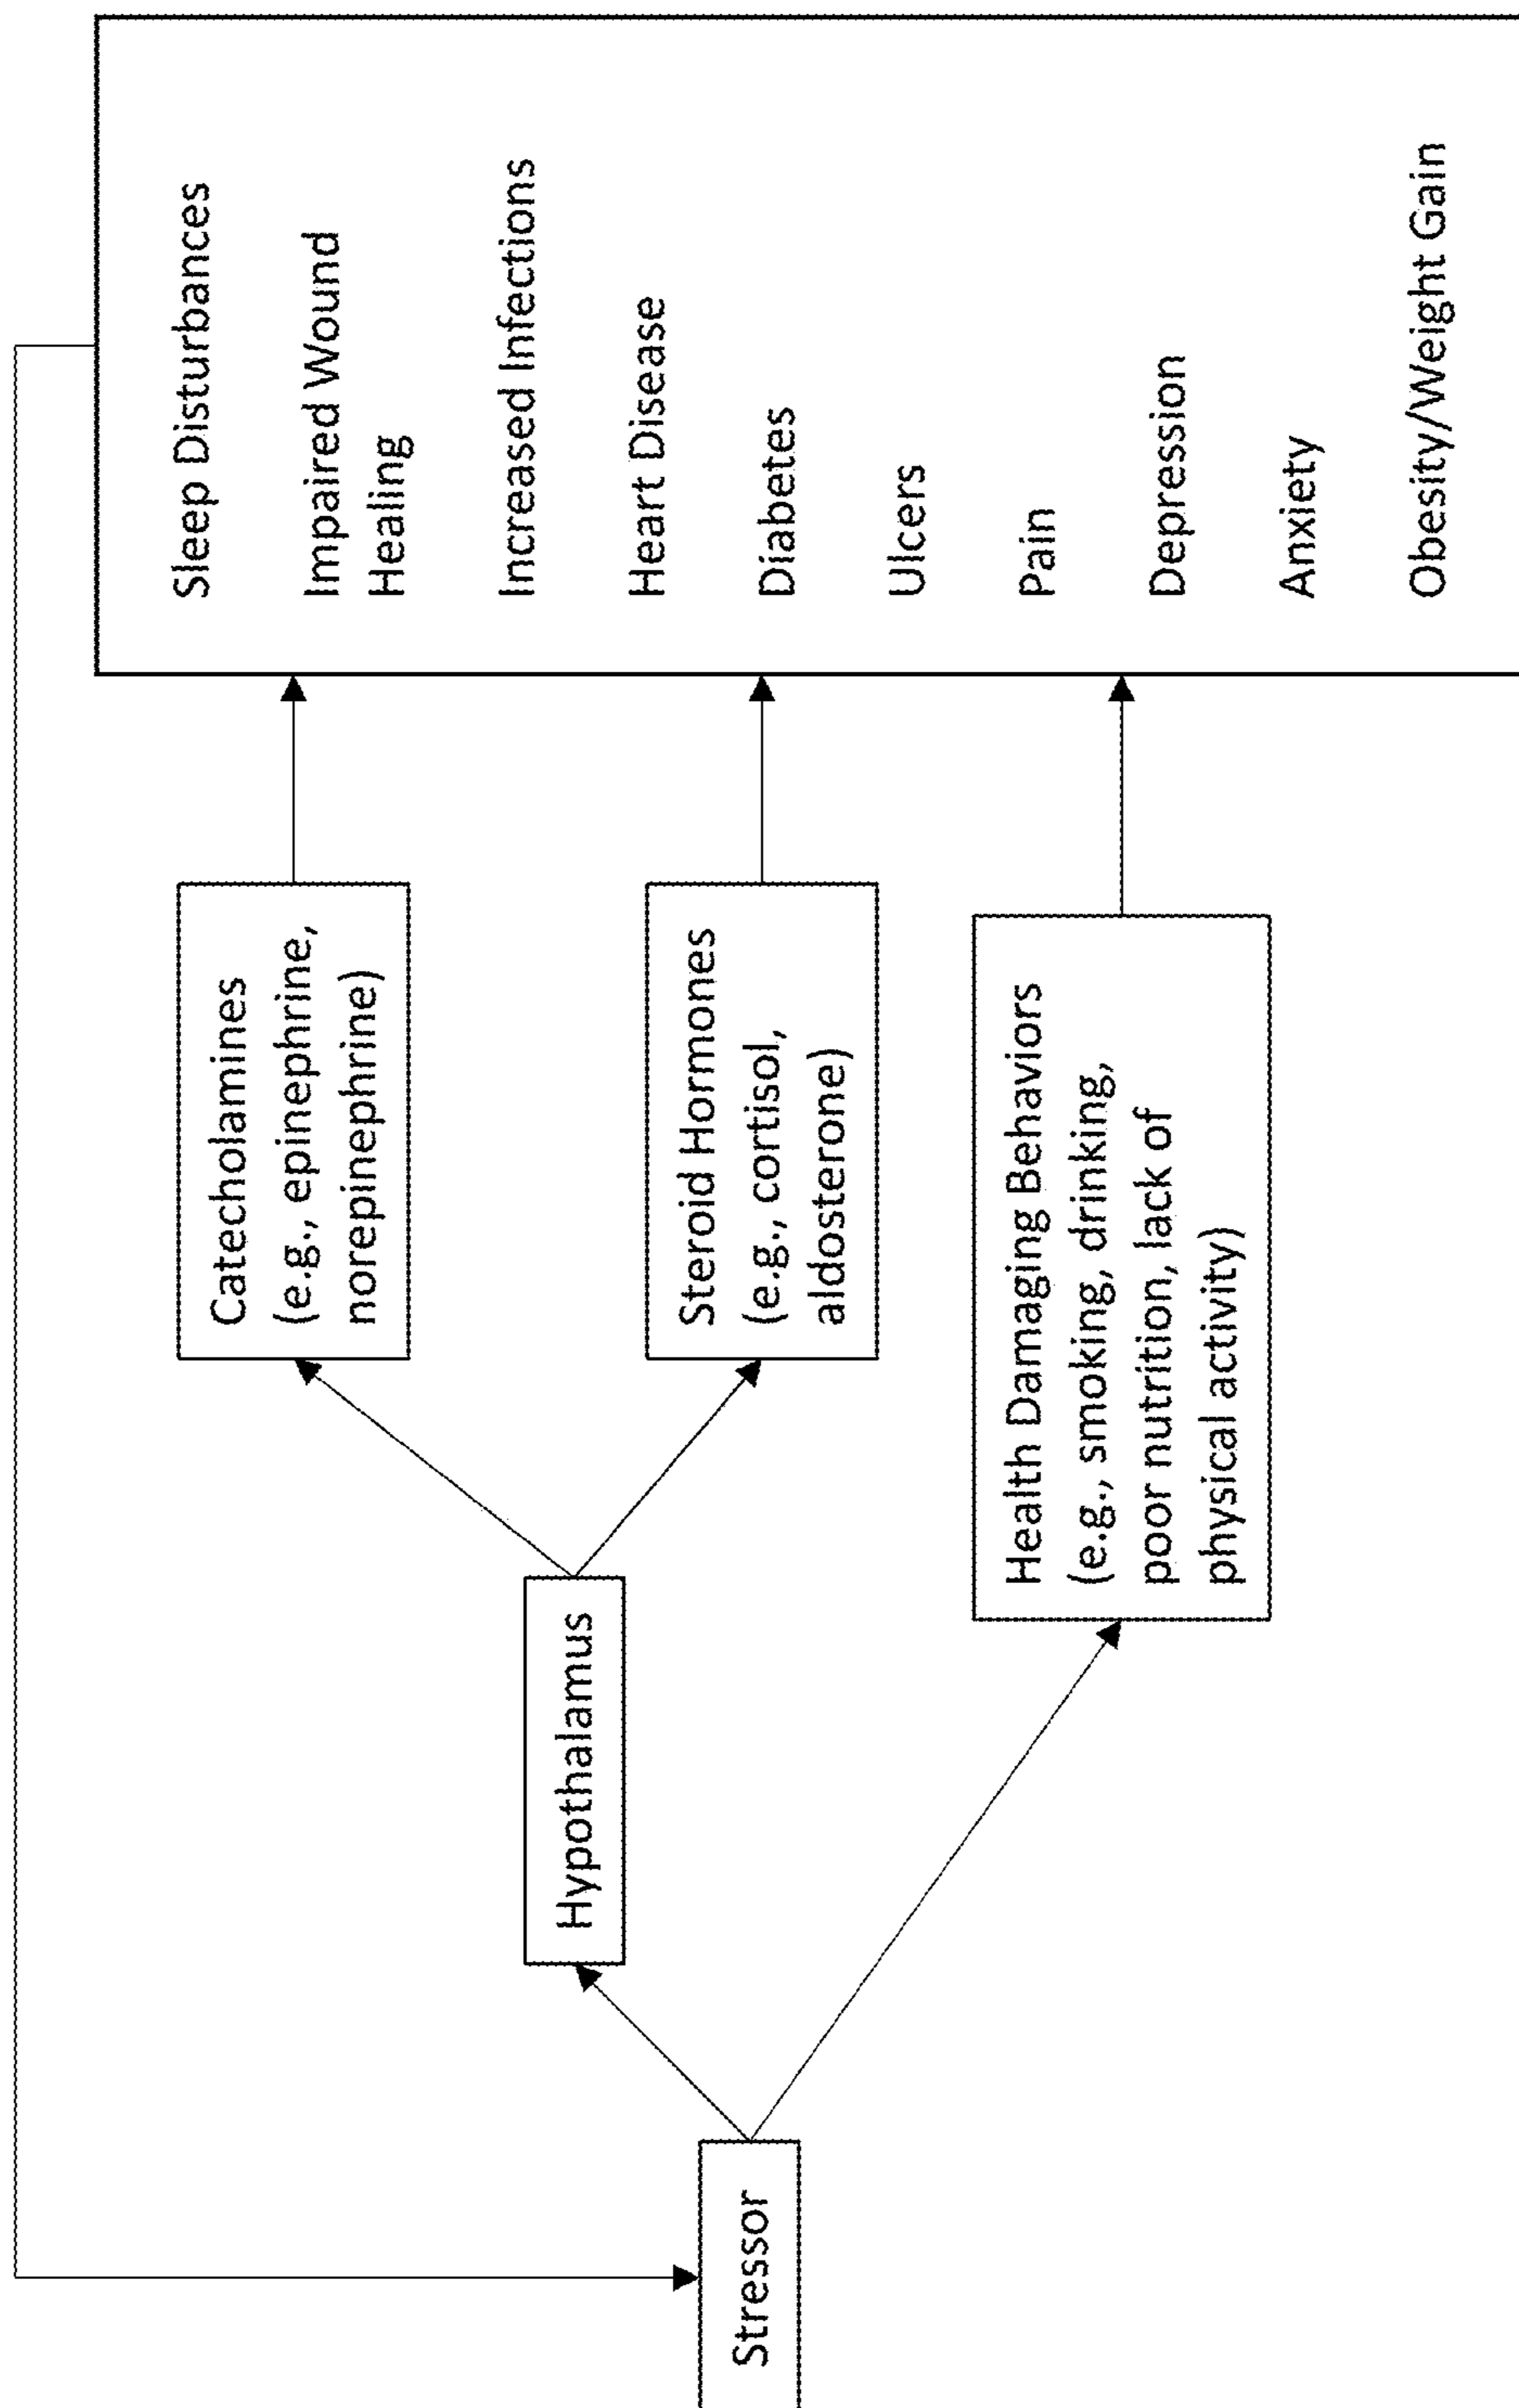 Stressor
Hypothalamus
Catecholamines
(e.g., epinephrine,
norepinephrine)
Steroid Hormones
(e.g., cortisol,
aldosterone)
Health Damaging Behaviors
(e.g., smoking, drinking,
poor nutrition, lack of
physical activity)
Sleep Disturbances
Impaired Wound
Healing
Increased Infections
Heart Disease
Diabetes
Ulcers
Pain
Depression
Anxiety
Obesity/Weight Gain